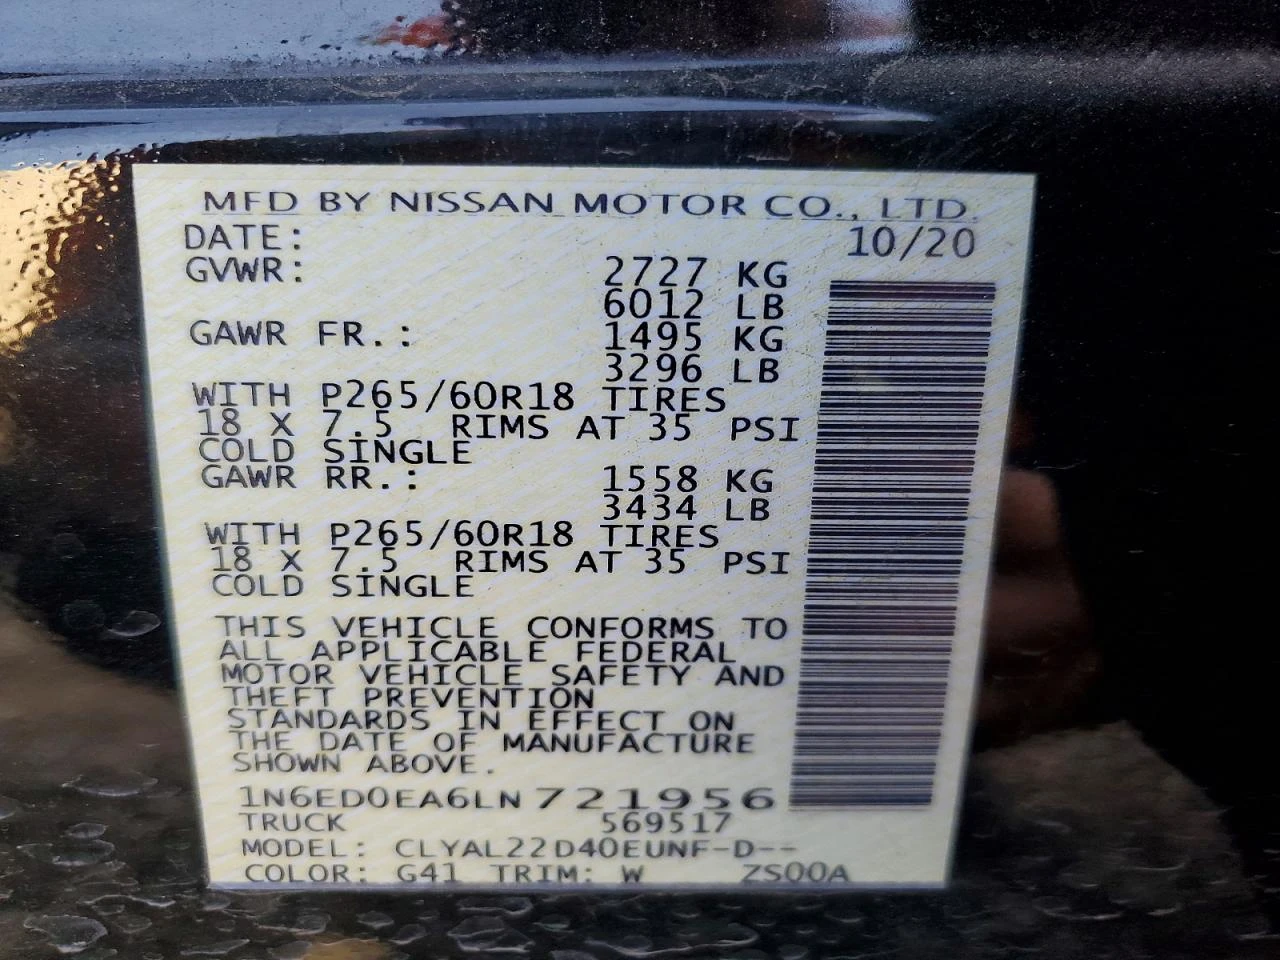 MFD BY NISSAN MOTOR CO., LTD.
DATE: 10/20
GVWR: 2727 KG
6012 LB
GAWR FR.: 1495 KG
3296 LB
WITH P265/60R18 TIRES
18 X 7.5 RIMS AT 35 PSI
COLD SINGLE
GAWR RR.: 1558 KG
3434 LB
WITH P265/60R18 TIRES
18 X 7.5 RIMS AT 35 PSI
COLD SINGLE
THIS VEHICLE CONFORMS TO
ALL APPLICABLE FEDERAL
MOTOR VEHICLE SAFETY AND
THEFT PREVENTION
STANDARDS IN EFFECT ON
THE DATE OF MANUFACTURE
SHOWN ABOVE.
1N6ED0EA6LN721956
TRUCK 569517
MODEL: CLYAL22D40EUNF-D--
COLOR: G41 TRIM: W ZS00A